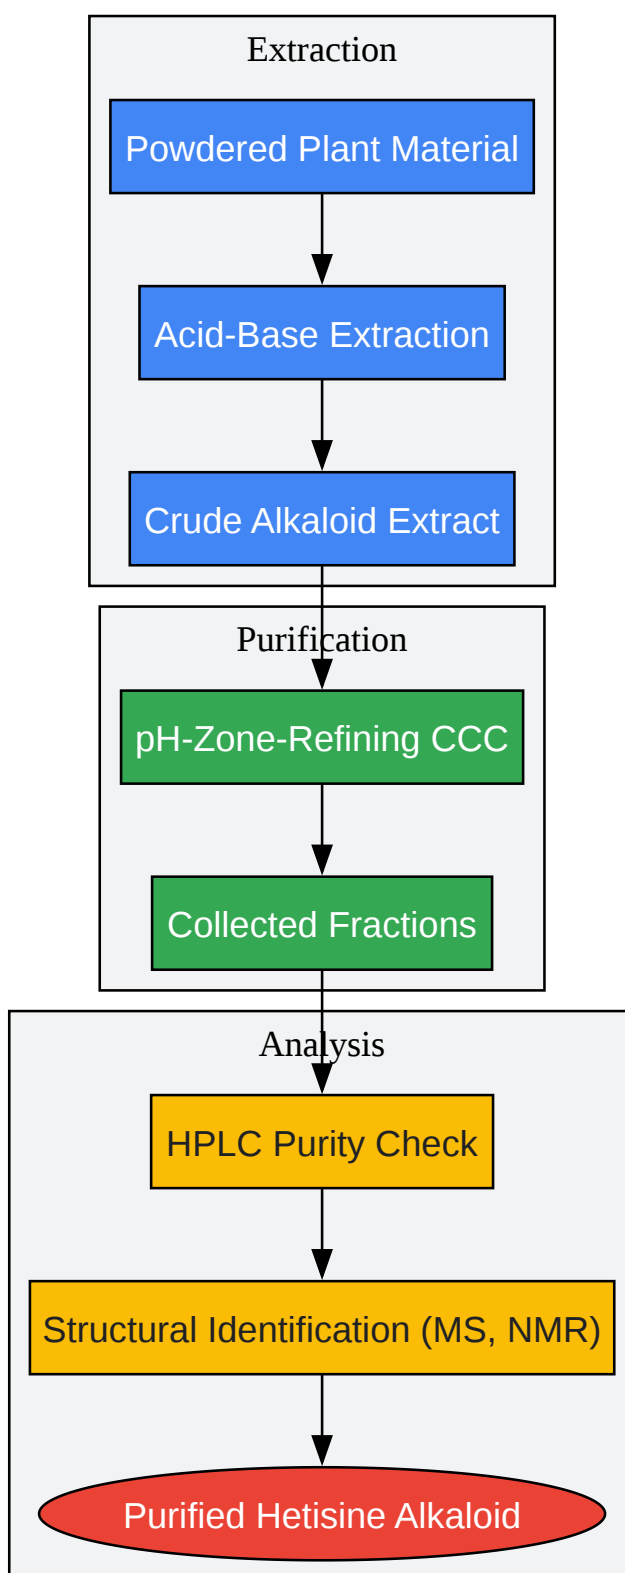 Extraction
Powdered Plant Material
Acid-Base Extraction
Crude Alkaloid Extract
Purification
pH-Zone-Refining CCC
Collected Fractions
Analysis
HPLC Purity Check
Structural Identification (MS, NMR)
Purified Hetisine Alkaloid